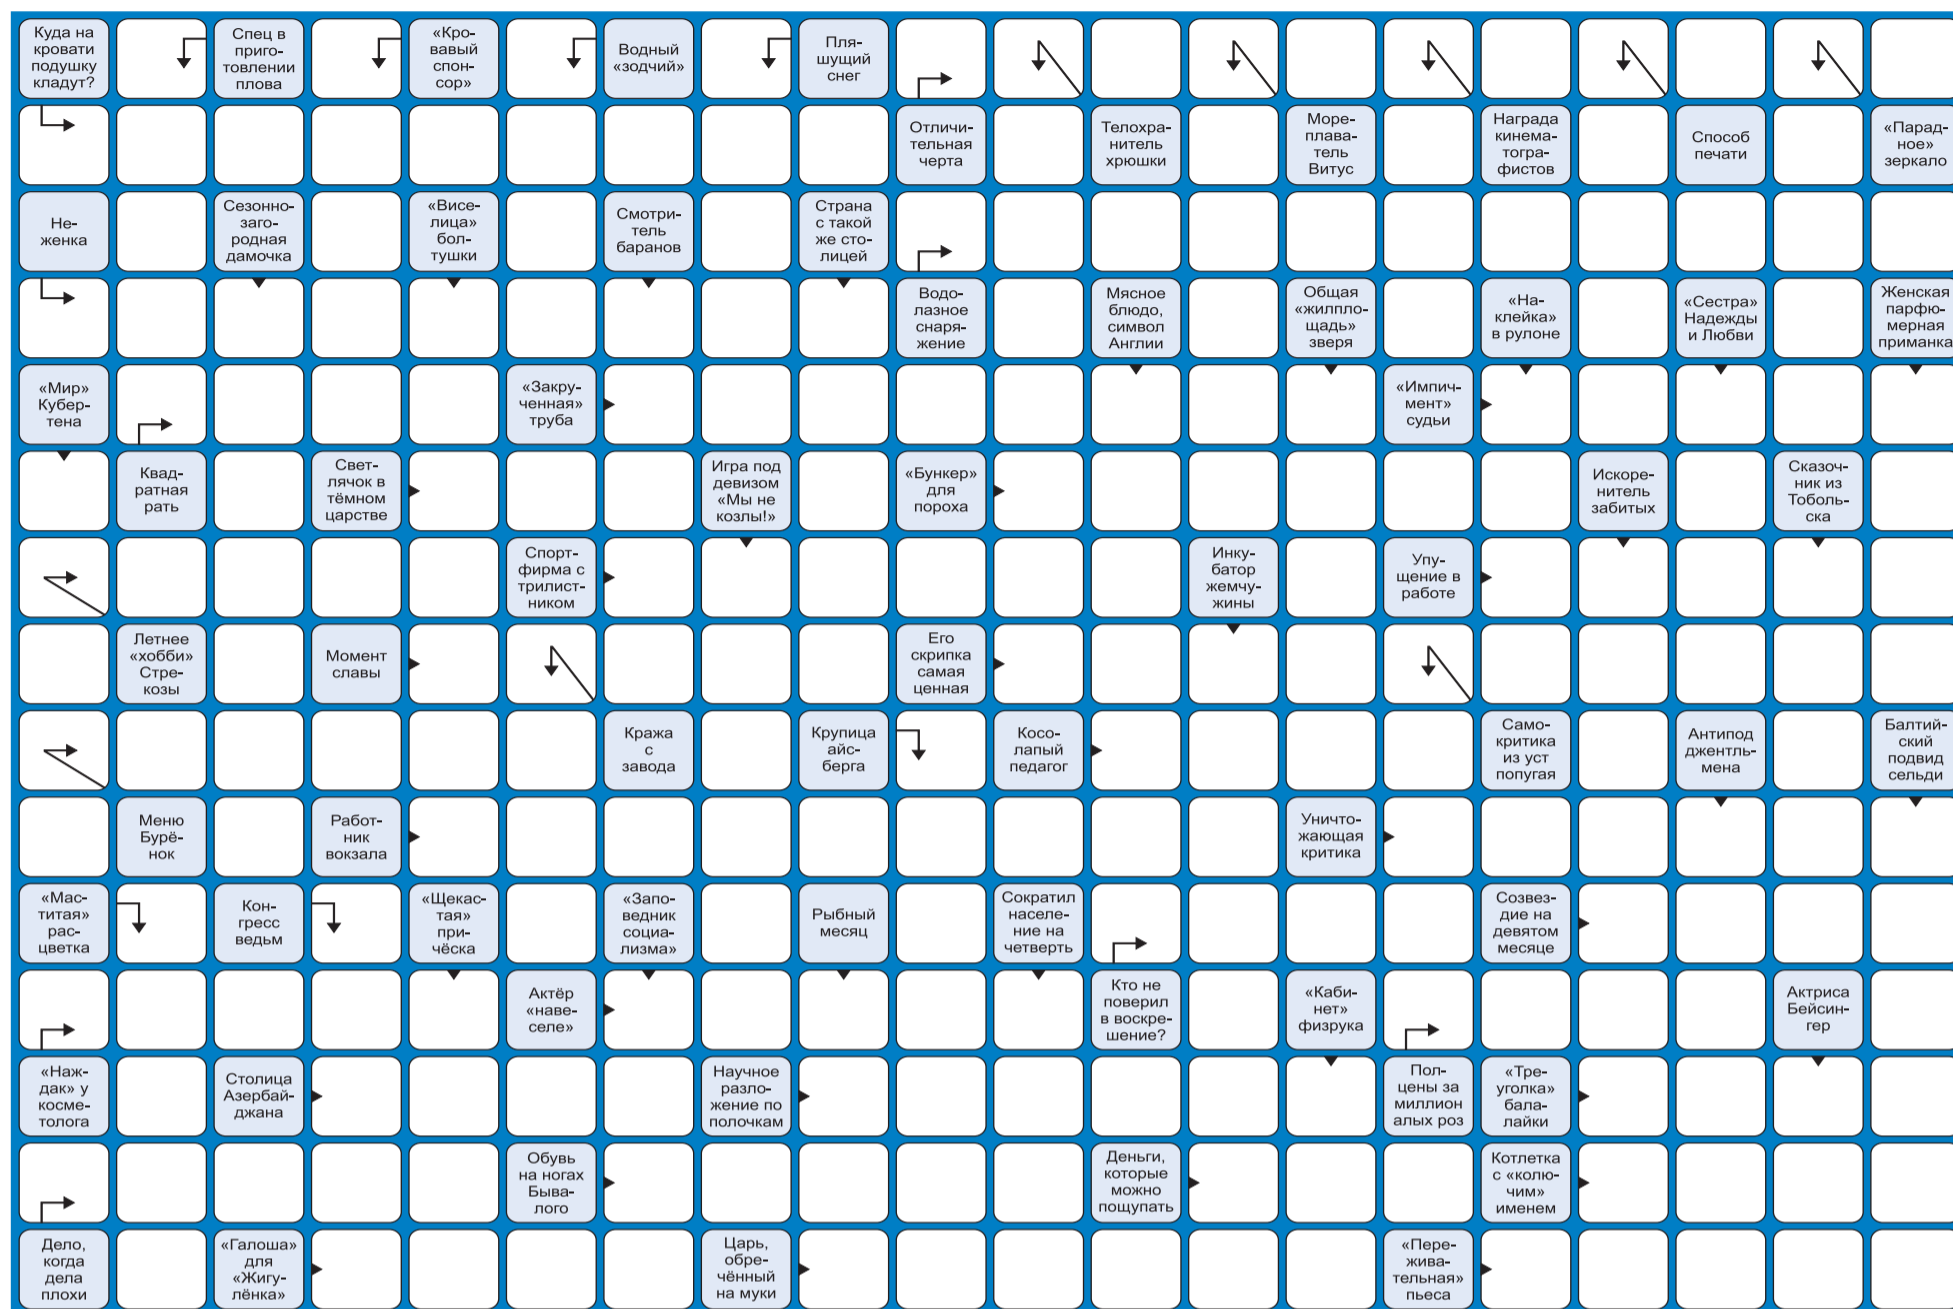 Куда на
кровати
подушку
кладут?
Спец в
приго-
товлении
плова
«Кро-
вавый
спон-
сор»
Водный
«зодчий»
Пля-
шущий
снег
Отличи-
тельная
черта
Телохра-
нитель
хрюшки
Море-
плава-
тель
Витус
Награда
кинема-
тогра-
фистов
Способ
печати
«Парад-
ное»
зеркало
Не-
женка
Сезонно-
заго-
родная
дамочка
«Висе-
лица»
бол-
тушки
Смотри-
тель
баранов
Страна
с такой
же сто-
лицей
Водо-
лазное
снаря-
жение
Мясное
блюдо,
символ
Англии
Общая
«жилпло-
щадь»
зверя
«На-
клейка»
в рулоне
«Сестра»
Надежды
и Любви
Женская
парфю-
мерная
приманка
«Мир»
Кубер-
тена
«Закру-
ченная»
труба
«Импич-
мент»
судьи
Квад-
ратная
рать
Свет-
лячок в
тёмном
царстве
Игра под
девизом
«Мы не
козлы!»
«Бункер»
для
пороха
Искоре-
нитель
забитых
Сказоч-
ник из
Тоболь-
ска
Спорт-
фирма с
трилист-
ником
Инку-
батор
жемчу-
жины
Упу-
щение в
работе
Летнее
«хобби»
Стре-
козы
Момент
славы
Его
скрипка
самая
ценная
Кража
с
завода
Крупица
айс-
берга
Косо-
лапый
педагог
Само-
критика
из уст
попугая
Антипод
джентль-
мена
Балтий-
ский
подвид
сельди
Меню
Бурё-
нок
Работ-
ник
вокзала
Уничто-
жающая
критика
«Мас-
титая»
рас-
цветка
Кон-
гресс
ведьм
«Щекас-
тая»
при-
чёска
«Запо-
ведник
социа-
лизма»
Рыбный
месяц
Сократил
населе-
ние на
четверть
Созвез-
дие на
девятом
месяце
Актёр
«наве-
селе»
Кто не
поверил
в воскре-
шение?
«Каби-
нет»
физрука
Актриса
Бейсин-
гер
«Наж-
дак» у
косме-
толога
Столица
Азербай-
джана
Научное
разло-
жение по
полочкам
Пол-
цены за
миллион
алых роз
«Тре-
уголка»
бала-
лайки
Обувь
на ногах
Быва-
лого
Деньги,
которые
можно
пощупать
Котлетка
с «колю-
чим»
именем
Дело,
когда
дела
плохи
«Галоша»
для
«Жигу-
лёнка»
Царь,
обре-
чённый
на муки
«Пере-
жива-
тельная»
пьеса